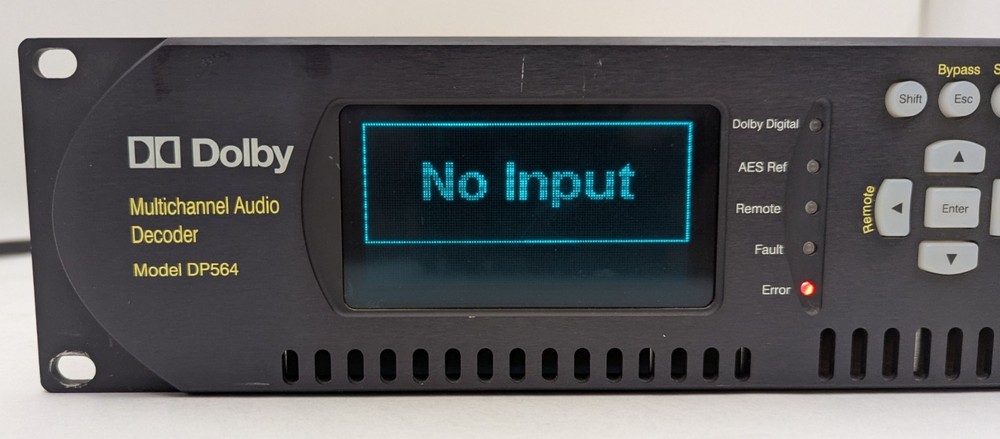 Dolby
Multichannel Audio
Decoder
Model DP564
No Input
Dolby Digital
AES Ref
Remote
Fault
Error
Bypass
S
Shift
Esc
Remote
Enter